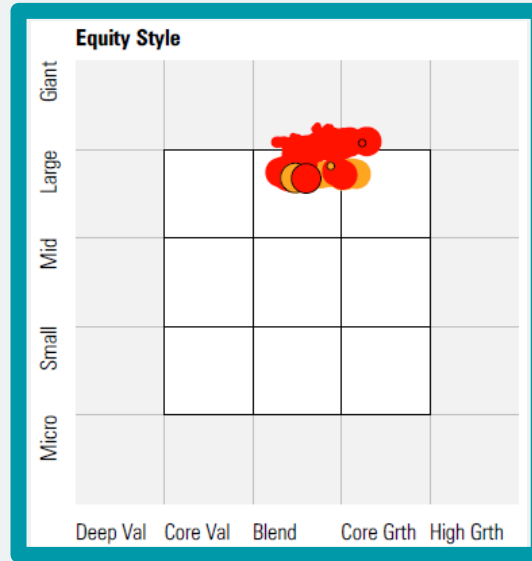 Equity Style
Giant
Large
Mid
Small
Micro
Deep Val
Core Val
Blend
Core Grth
High Grth